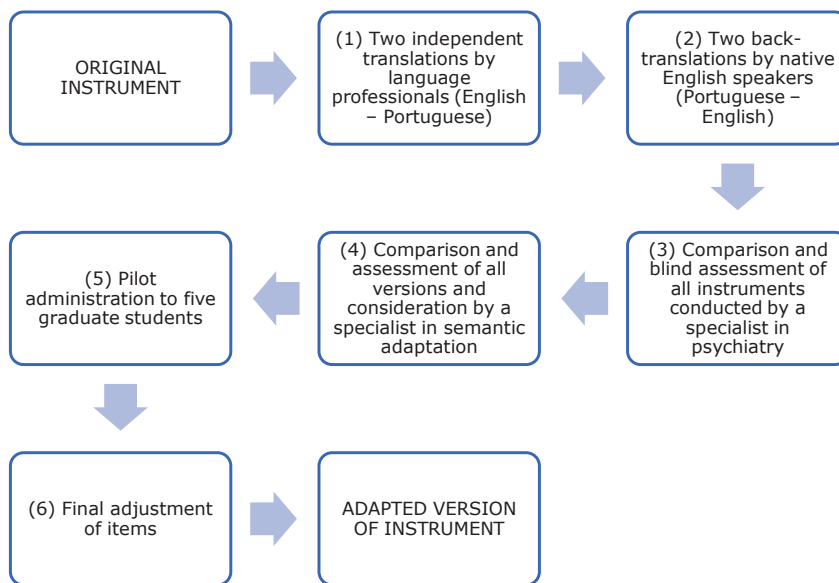 ORIGINAL
INSTRUMENT
(1) Two independent
translations by
language
professionals (English
– Portuguese)
(2) Two back-
translations by native
English speakers
(Portuguese –
English)
(3) Comparison and
blind assessment of
all instruments
conducted by a
specialist in
psychiatry
(4) Comparison and
assessment of all
versions and
consideration by a
specialist in semantic
adaptation
(5) Pilot
administration to five
graduate students
(6) Final adjustment
of items
ADAPTED VERSION
OF INSTRUMENT